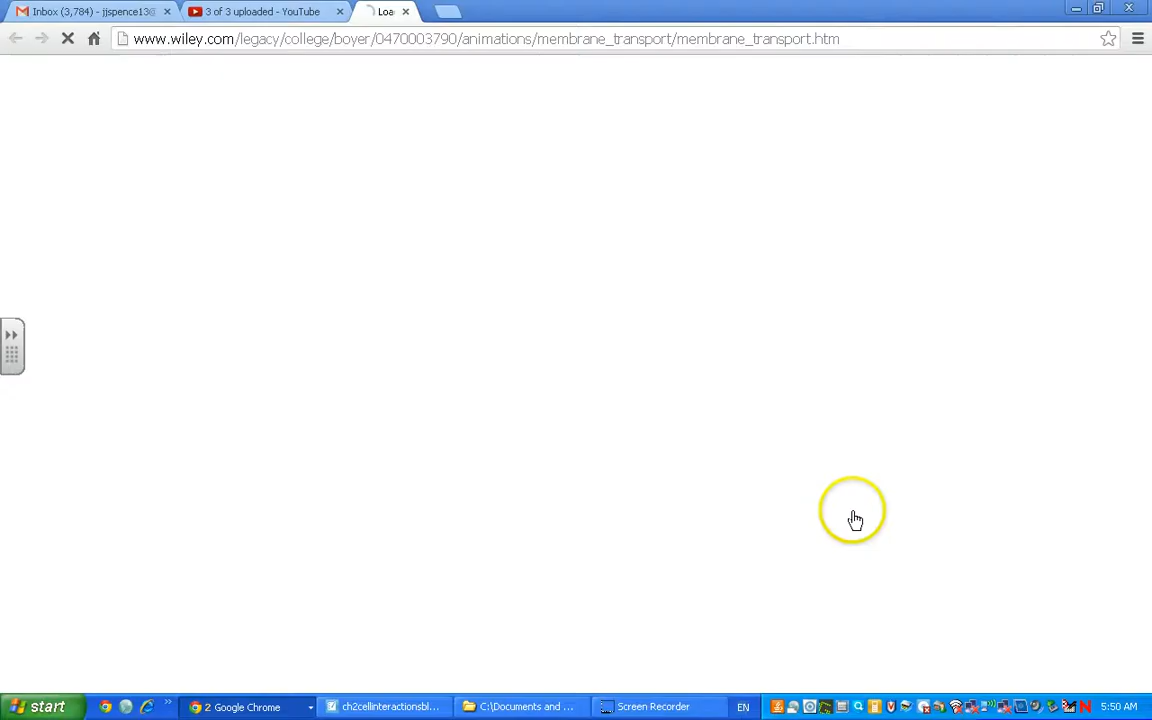 Inbox (3,784) - jjspence13@
3 of 3 uploaded - YouTube
Loa
www.wiley.com/legacy/college/boyer/0470003790/animations/membrane_transport/membrane_transport.htm
start
2 Google Chrome
ch2cellinteractionsbl...
C:\Documents and ...
Screen Recorder
EN
5:50 AM